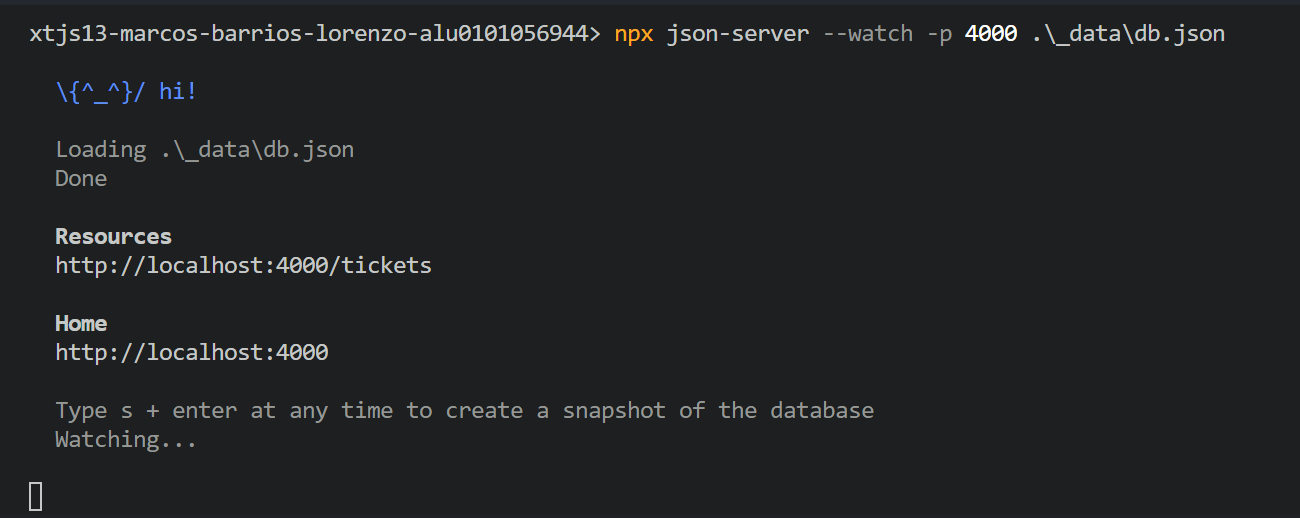 xtjs13-marcos-barrios-lorenzo-alu0101056944> npx json-server --watch -p 4000 .\_data\db.json
\{^_^}/ hi!
Loading .\_data\db.json
Done
Resources
http://localhost:4000/tickets
Home
http://localhost:4000
Type s + enter at any time to create a snapshot of the database
Watching...